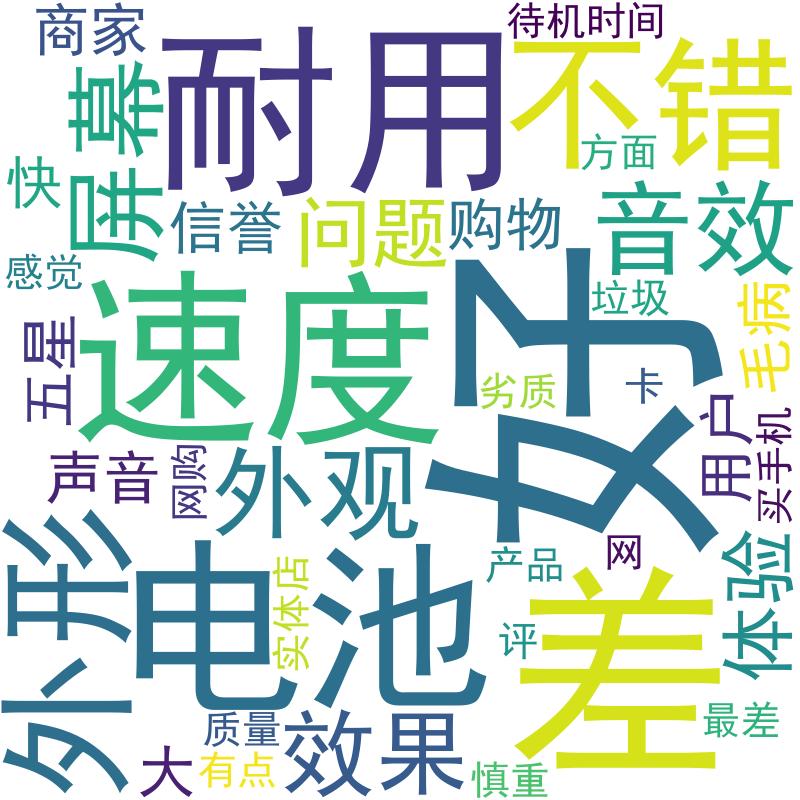 商家
待机时间
耐用
不错
屏幕
方面
快
信誉
问题
购物
音效
感觉
速度
好
垃圾
毛病
五星
劣质
卡
用户
买手机
声音
网购
外观
外形
电池
实体店
产品
网
差
体验
评
质量
效果
最差
大
有点
慎重